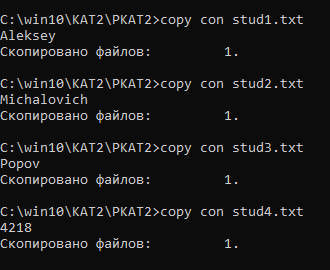 C:\win10\KAT2\PKAT2>copy con stud1.txt
Aleksey
Скопировано файлов:         1.
C:\win10\KAT2\PKAT2>copy con stud2.txt
Michalovich
Скопировано файлов:         1.
C:\win10\KAT2\PKAT2>copy con stud3.txt
Popov
Скопировано файлов:         1.
C:\win10\KAT2\PKAT2>copy con stud4.txt
4218
Скопировано файлов:         1.